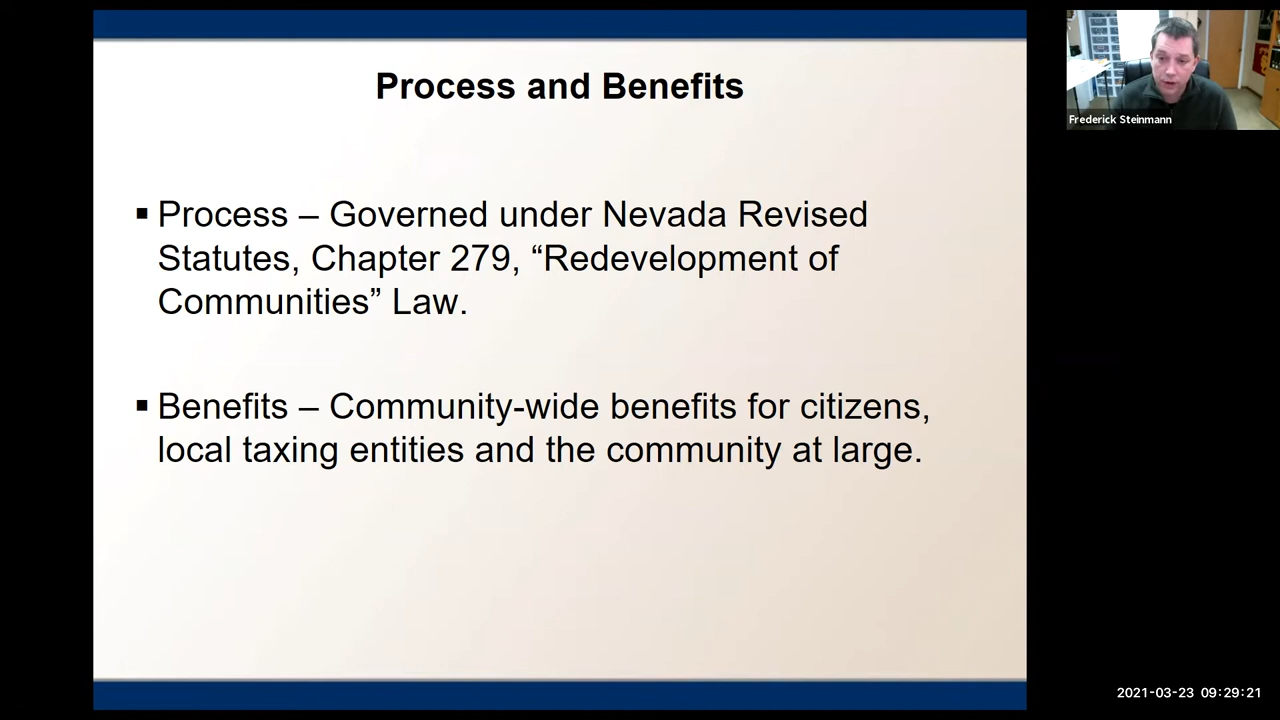 Process and Benefits
▪ Process – Governed under Nevada Revised
Statutes, Chapter 279, “Redevelopment of
Communities” Law.
▪ Benefits – Community-wide benefits for citizens,
local taxing entities and the community at large.
Frederick Steinmann
2021-03-23 09:29:21